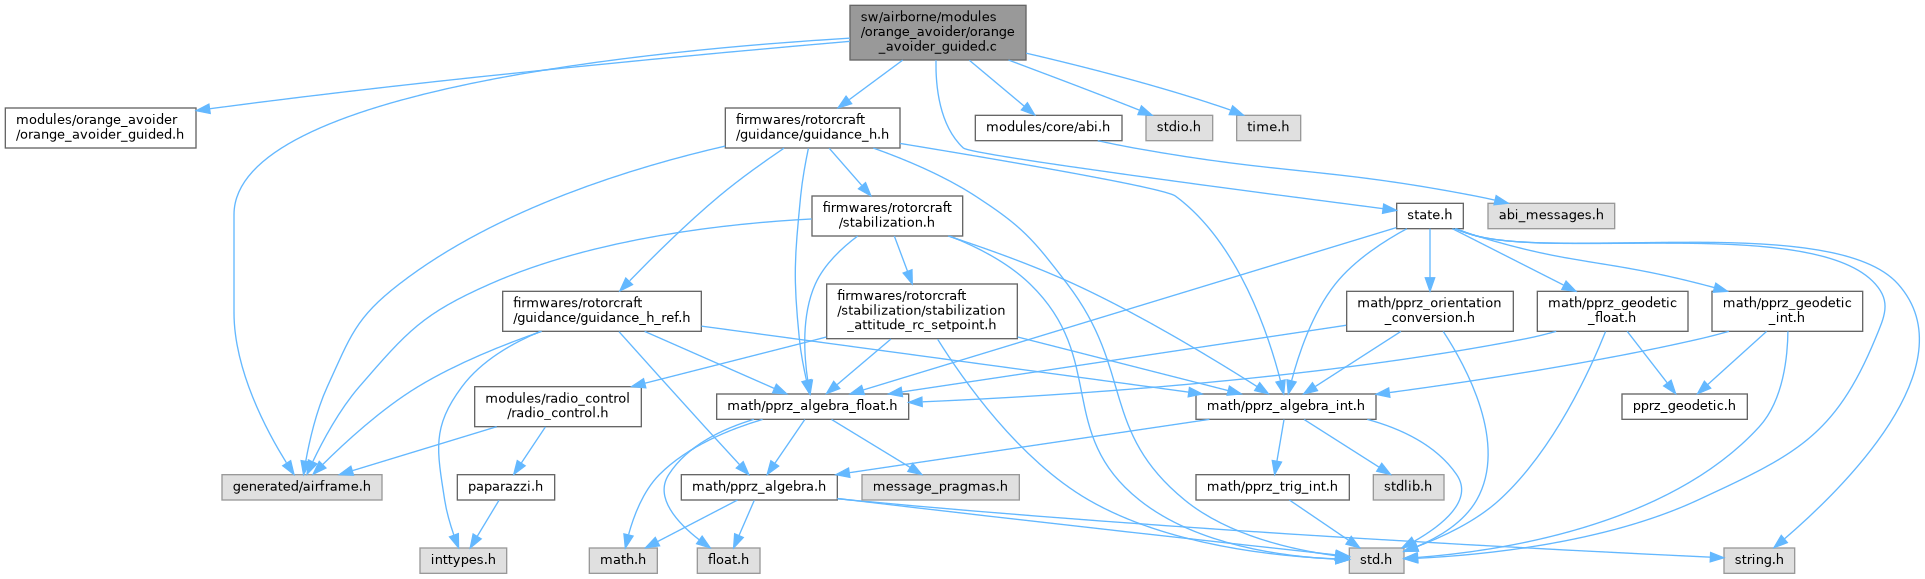 sw/airborne/modules
/orange_avoider/orange
_avoider_guided.c
modules/orange_avoider
/orange_avoider_guided.h
firmwares/rotorcraft
/guidance/guidance_h.h
modules/core/abi.h
stdio.h
time.h
firmwares/rotorcraft
/stabilization.h
state.h
abi_messages.h
firmwares/rotorcraft
/guidance/guidance_h_ref.h
firmwares/rotorcraft
/stabilization/stabilization
_attitude_rc_setpoint.h
math/pprz_orientation
_conversion.h
math/pprz_geodetic
_float.h
math/pprz_geodetic
_int.h
modules/radio_control
/radio_control.h
math/pprz_algebra_float.h
math/pprz_algebra_int.h
pprz_geodetic.h
generated/airframe.h
paparazzi.h
math/pprz_algebra.h
message_pragmas.h
math/pprz_trig_int.h
stdlib.h
inttypes.h
math.h
float.h
std.h
string.h